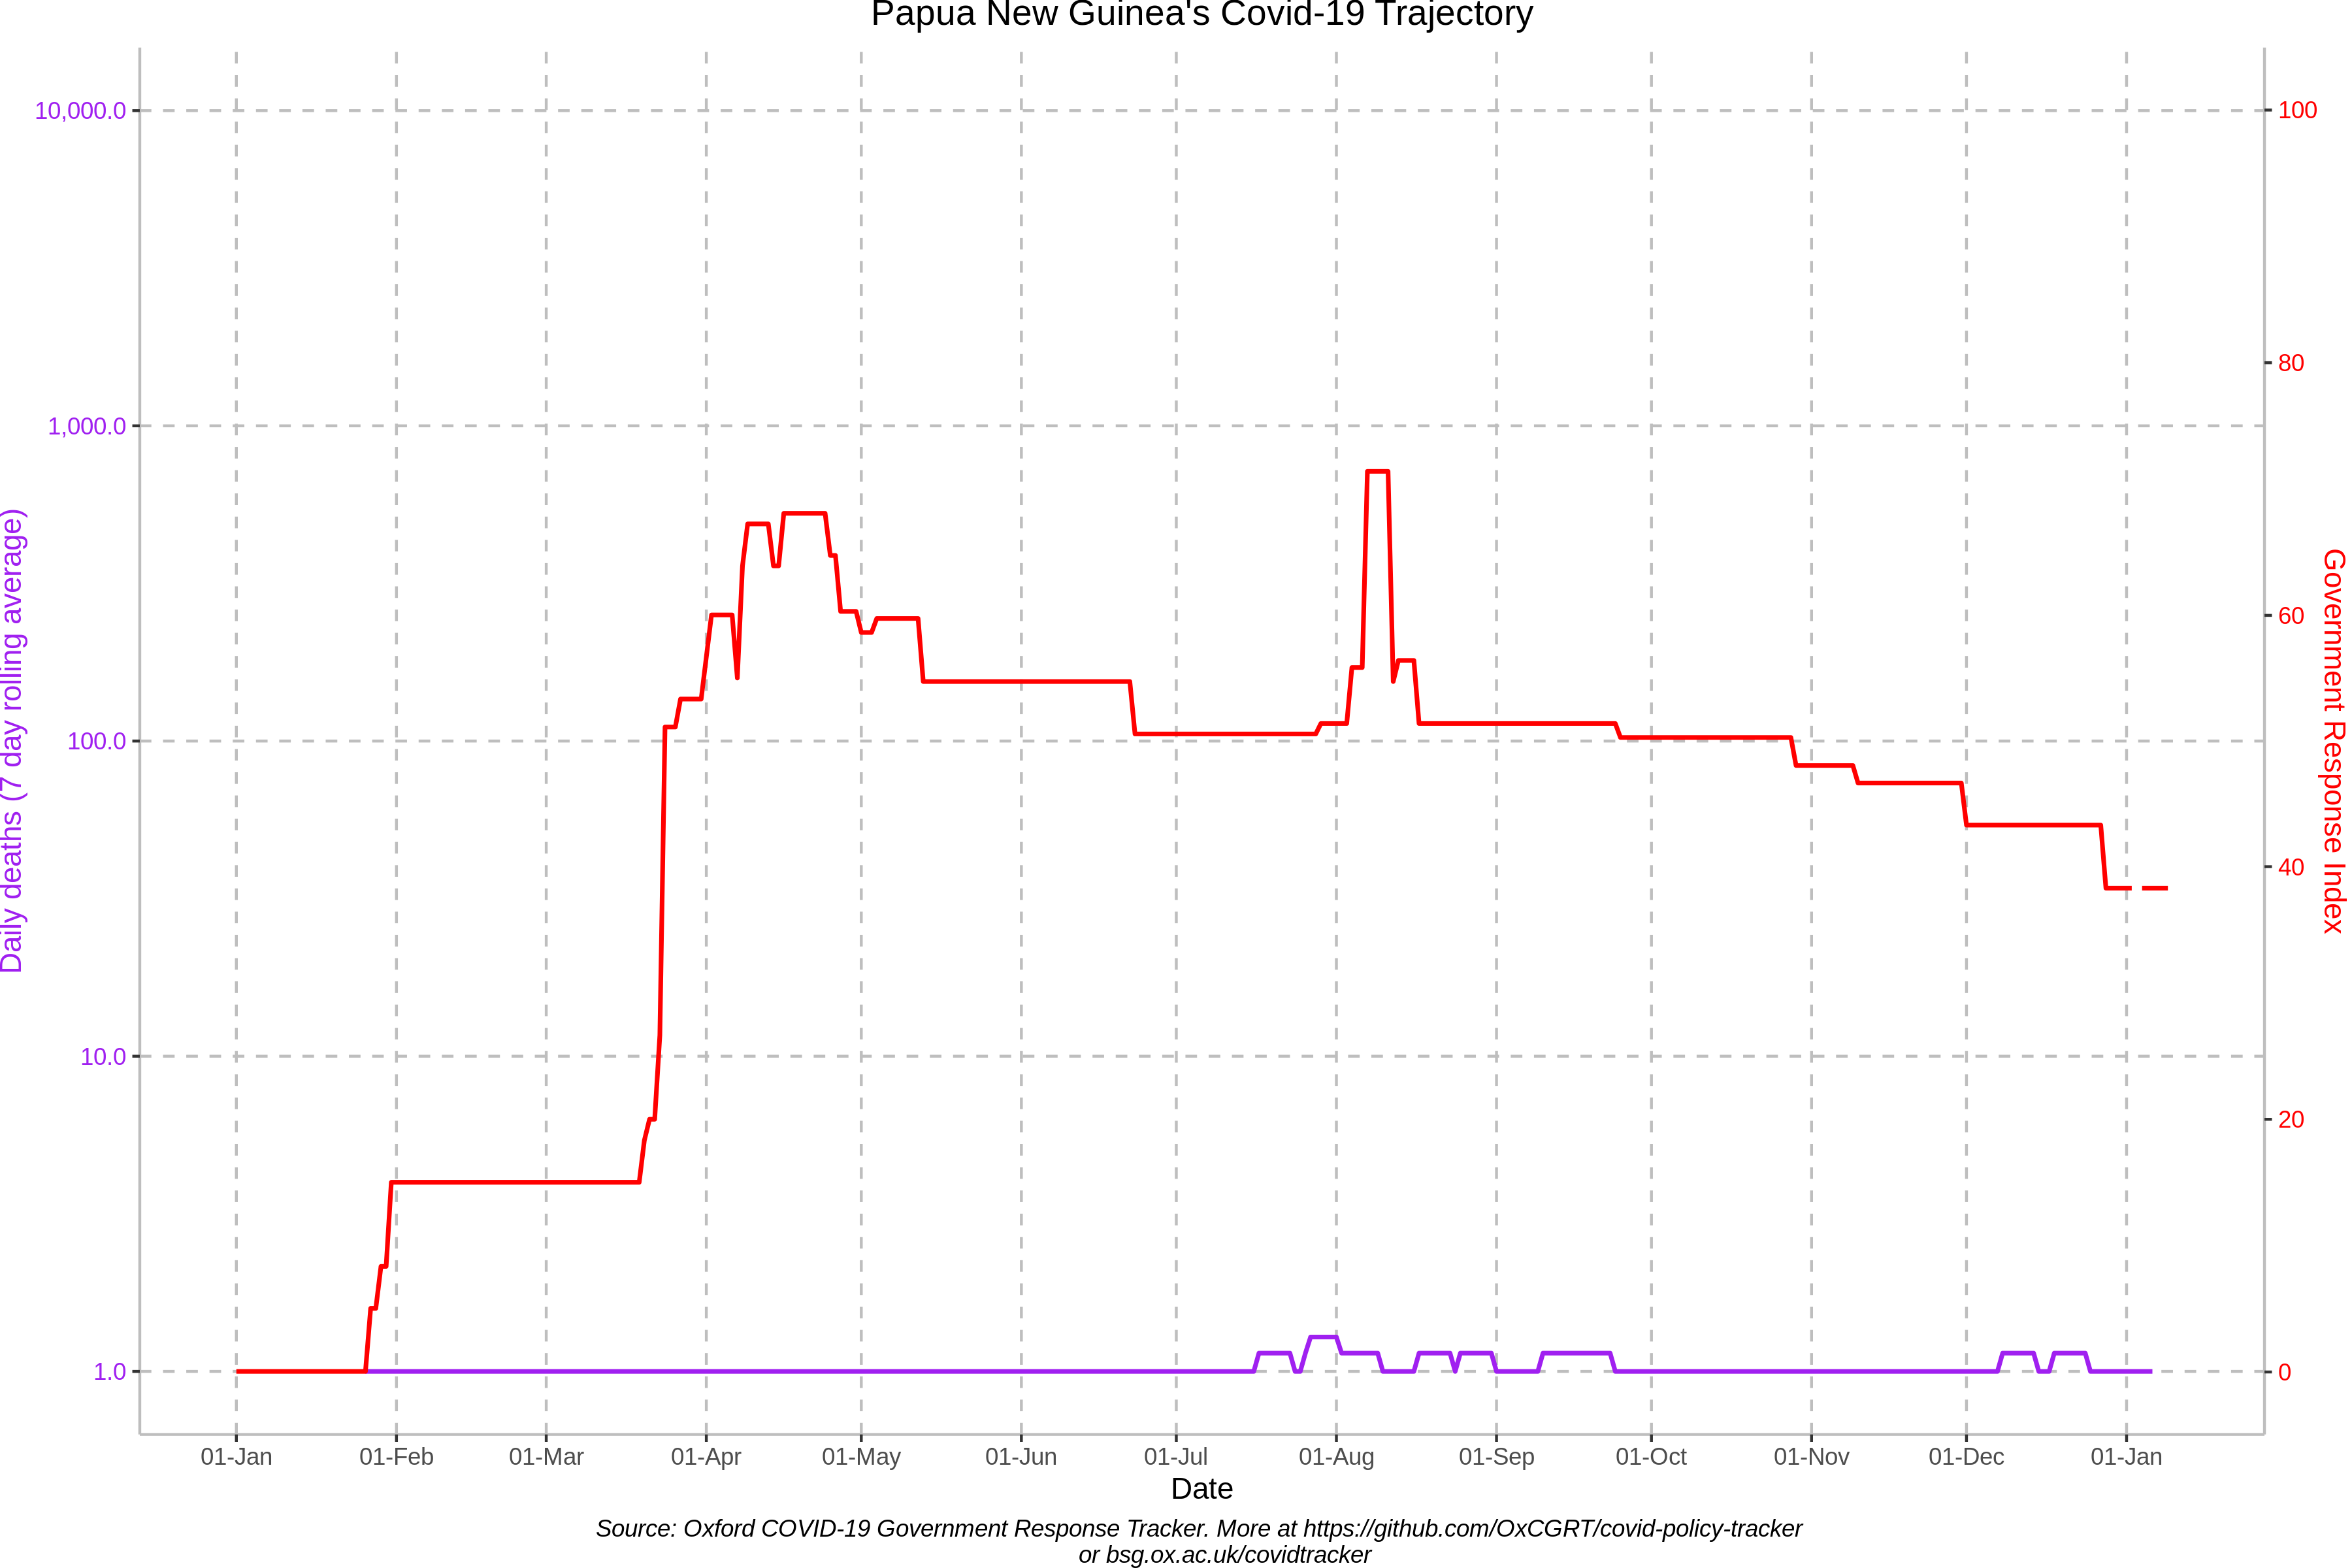 Papua New Guinea's Covid-19 Trajectory
10,000.0
1,000.0
100.0
10.0
1.0
Daily deaths (7 day rolling average)
100
80
60
40
20
0
Government Response Index
01-Jan 01-Feb 01-Mar 01-Apr 01-May 01-Jun 01-Jul 01-Aug 01-Sep 01-Oct 01-Nov 01-Dec 01-Jan
Date
Source: Oxford COVID-19 Government Response Tracker. More at https://github.com/OxCGRT/covid-policy-tracker
or bsg.ox.ac.uk/covidtracker